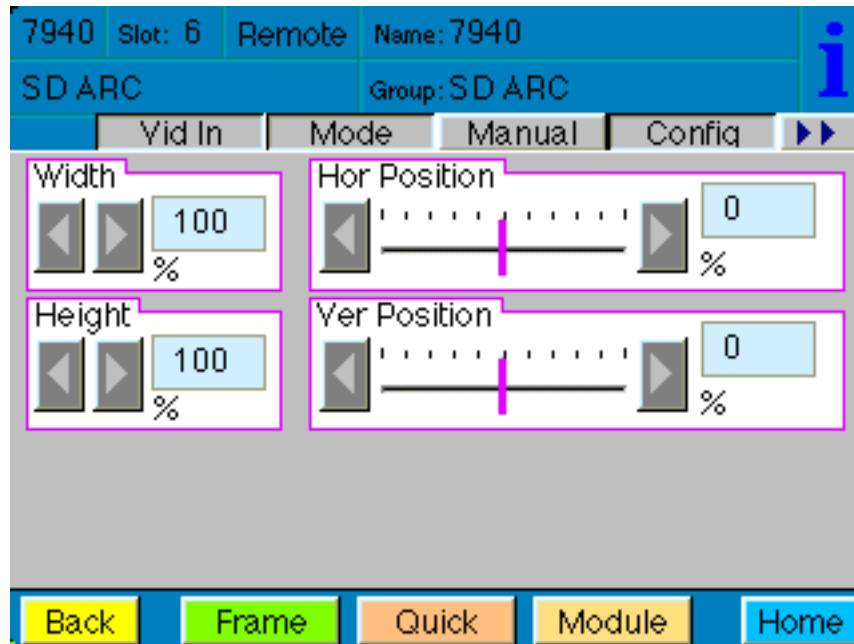 7940 Slot: 6 Remote Name: 7940
SD ARC Group: SD ARC
Vid In Mode Manual Config
Width Hor Position
100 0
% %
Height Ver Position
100 0
% %
Back Frame Quick Module Home